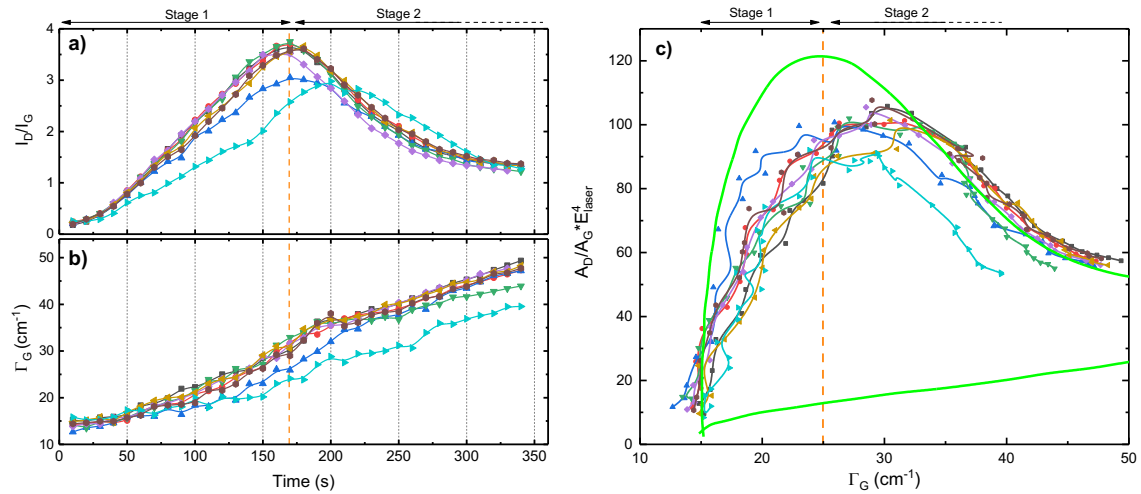 Stage 1 Stage 2
a)
4
3
2
1
0
I_D/I_G
b)
50
40
30
20
10
Γ_G (cm⁻¹)
0 50 100 150 200 250 300 350
Time (s)
Stage 1 Stage 2
c)
120
100
80
60
40
20
0
A_D/A_G*E⁴_laser
10 20 30 40 50
Γ_G (cm⁻¹)